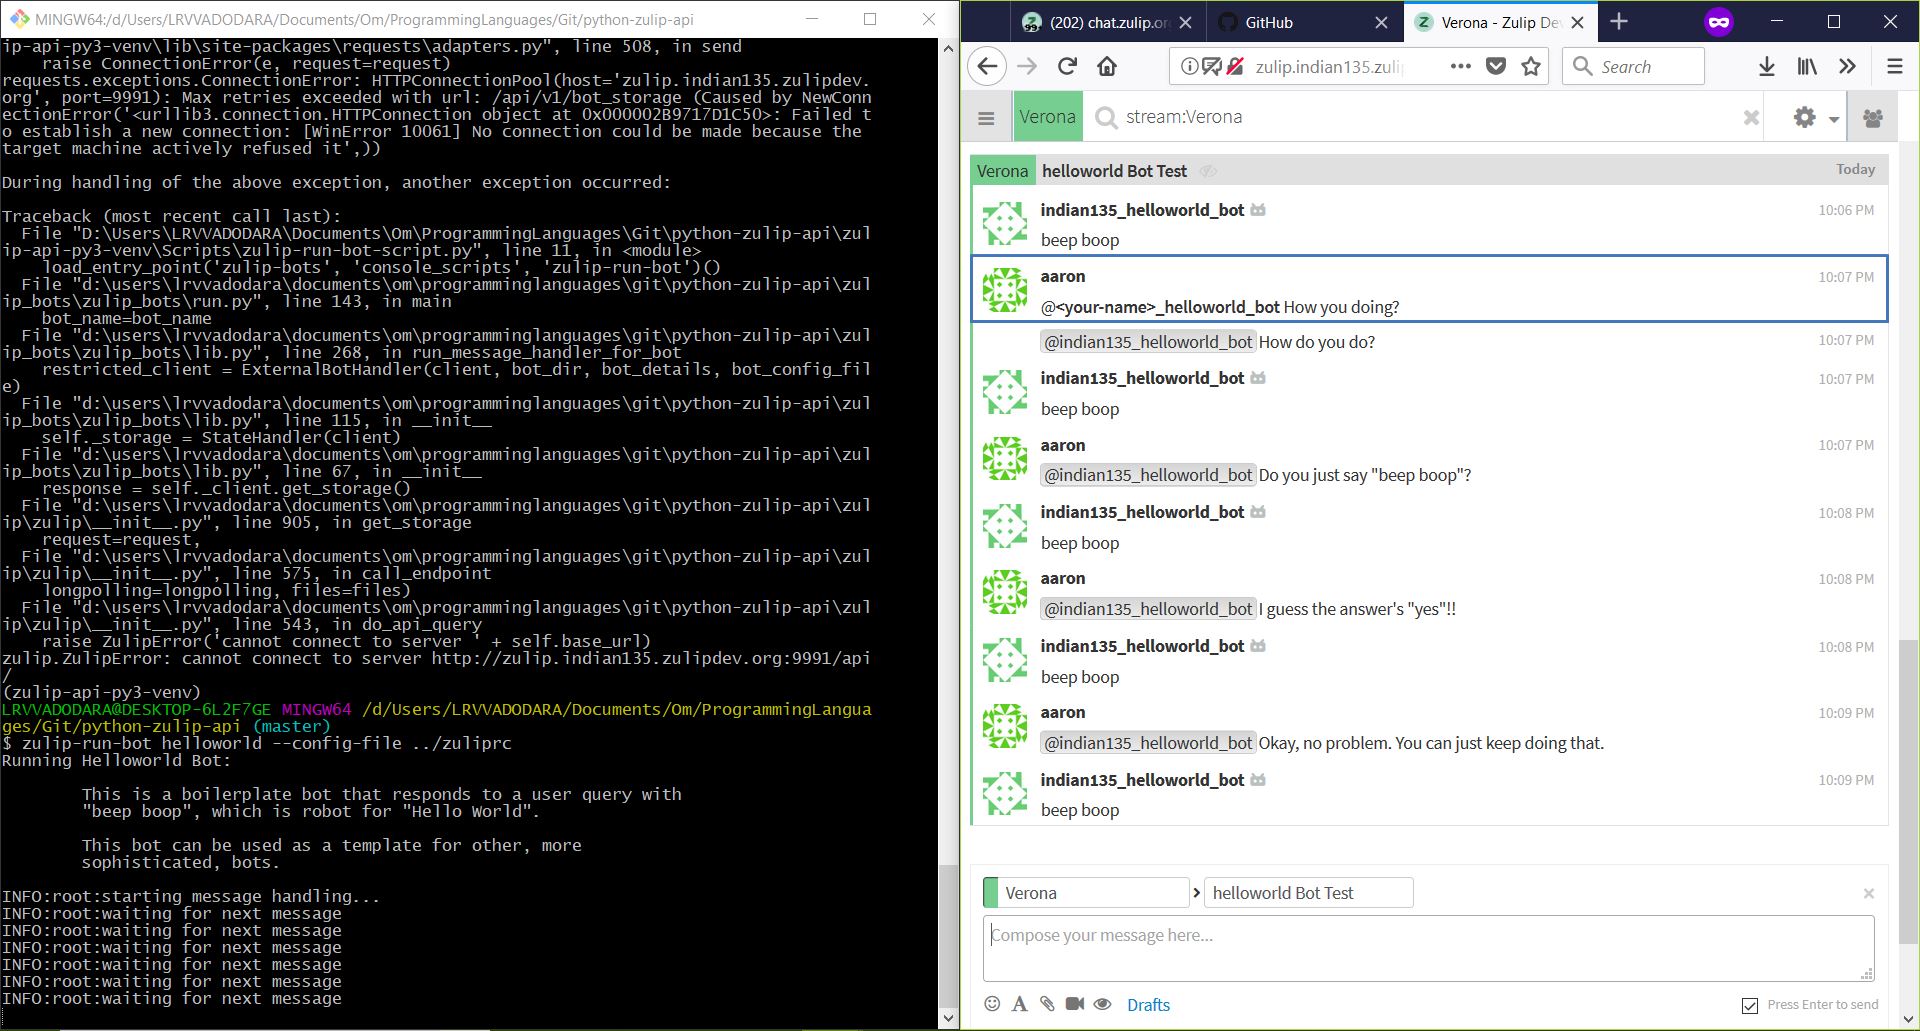 MINGW64:/d/Users/LRVVADODARA/Documents/Om/ProgrammingLanguages/Git/python-zulip-api
ip-api-py3-venv\lib\site-packages\requests\adapters.py", line 508, in send
    raise ConnectionError(e, request=request)
requests.exceptions.ConnectionError: HTTPConnectionPool(host='zulip.indian135.zulipdev.
org', port=9991): Max retries exceeded with url: /api/v1/bot_storage (Caused by NewConn
ectionError('<urllib3.connection.HTTPConnection object at 0x000002B9717D1C50>: Failed t
o establish a new connection: [WinError 10061] No connection could be made because the
target machine actively refused it',))
During handling of the above exception, another exception occurred:
Traceback (most recent call last):
  File "D:\Users\LRVVADODARA\Documents\Om\ProgrammingLanguages\Git\python-zulip-api\zul
ip-api-py3-venv\Scripts\zulip-run-bot-script.py", line 11, in <module>
    load_entry_point('zulip-bots', 'console_scripts', 'zulip-run-bot')()
  File "d:\users\lrvvadodara\documents\om\programminglanguages\git\python-zulip-api\zul
ip_bots\zulip_bots\run.py", line 143, in main
    bot_name=bot_name
  File "d:\users\lrvvadodara\documents\om\programminglanguages\git\python-zulip-api\zul
ip_bots\zulip_bots\lib.py", line 268, in run_message_handler_for_bot
    restricted_client = ExternalBotHandler(client, bot_dir, bot_details, bot_config_fil
e)
  File "d:\users\lrvvadodara\documents\om\programminglanguages\git\python-zulip-api\zul
ip_bots\zulip_bots\lib.py", line 115, in __init__
    self._storage = StateHandler(client)
  File "d:\users\lrvvadodara\documents\om\programminglanguages\git\python-zulip-api\zul
ip_bots\zulip_bots\lib.py", line 67, in __init__
    response = self._client.get_storage()
  File "d:\users\lrvvadodara\documents\om\programminglanguages\git\python-zulip-api\zul
ip\zulip\__init__.py", line 905, in get_storage
    request=request,
  File "d:\users\lrvvadodara\documents\om\programminglanguages\git\python-zulip-api\zul
ip\zulip\__init__.py", line 575, in call_endpoint
    longpolling=longpolling, files=files)
  File "d:\users\lrvvadodara\documents\om\programminglanguages\git\python-zulip-api\zul
ip\zulip\__init__.py", line 543, in do_api_query
    raise ZulipError('cannot connect to server ' + self.base_url)
zulip.ZulipError: cannot connect to server http://zulip.indian135.zulipdev.org:9991/api
/
(zulip-api-py3-venv)
LRVVADODARA@DESKTOP-6L2F7GE MINGW64 /d/Users/LRVVADODARA/Documents/Om/ProgrammingLangua
ges/Git/python-zulip-api (master)
$ zulip-run-bot helloworld --config-file ../zuliprc
Running Helloworld Bot:
        This is a boilerplate bot that responds to a user query with
        "beep boop", which is robot for "Hello World".
        This bot can be used as a template for other, more
        sophisticated, bots.
INFO:root:starting message handling...
INFO:root:waiting for next message
INFO:root:waiting for next message
INFO:root:waiting for next message
INFO:root:waiting for next message
INFO:root:waiting for next message
INFO:root:waiting for next message
(202) chat.zulip.or GitHub Verona - Zulip De
zulip.indian135.zuli Search
Verona stream:Verona
Verona helloworld Bot Test Today
indian135_helloworld_bot 10:06 PM
beep boop
aaron 10:07 PM
@<your-name>_helloworld_bot How you doing?
@indian135_helloworld_bot How do you do? 10:07 PM
indian135_helloworld_bot 10:07 PM
beep boop
aaron 10:07 PM
@indian135_helloworld_bot Do you just say "beep boop"?
indian135_helloworld_bot 10:08 PM
beep boop
aaron 10:08 PM
@indian135_helloworld_bot I guess the answer's "yes"!!
indian135_helloworld_bot 10:08 PM
beep boop
aaron 10:09 PM
@indian135_helloworld_bot Okay, no problem. You can just keep doing that.
indian135_helloworld_bot 10:09 PM
beep boop
Verona › helloworld Bot Test
Compose your message here...
Drafts Press Enter to send